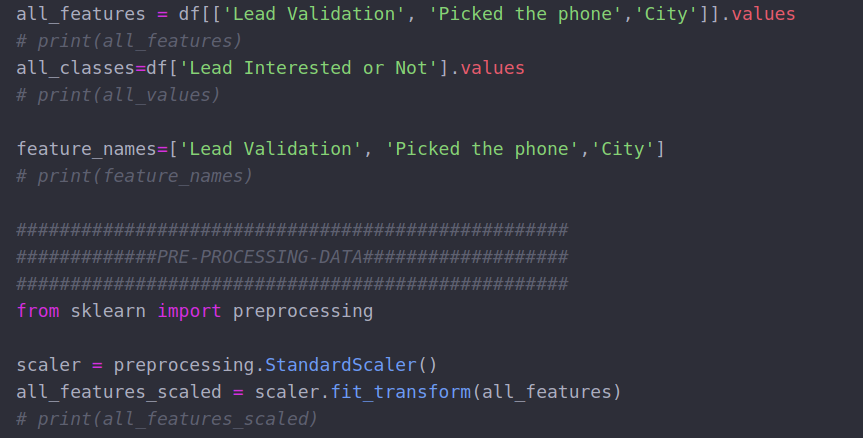 all_features = df[['Lead Validation', 'Picked the phone','City']].values
# print(all_features)
all_classes=df['Lead Interested or Not'].values
# print(all_values)
feature_names=['Lead Validation', 'Picked the phone','City']
# print(feature_names)
###################################################
#############PRE-PROCESSING-DATA###################
###################################################
from sklearn import preprocessing
scaler = preprocessing.StandardScaler()
all_features_scaled = scaler.fit_transform(all_features)
# print(all_features_scaled)